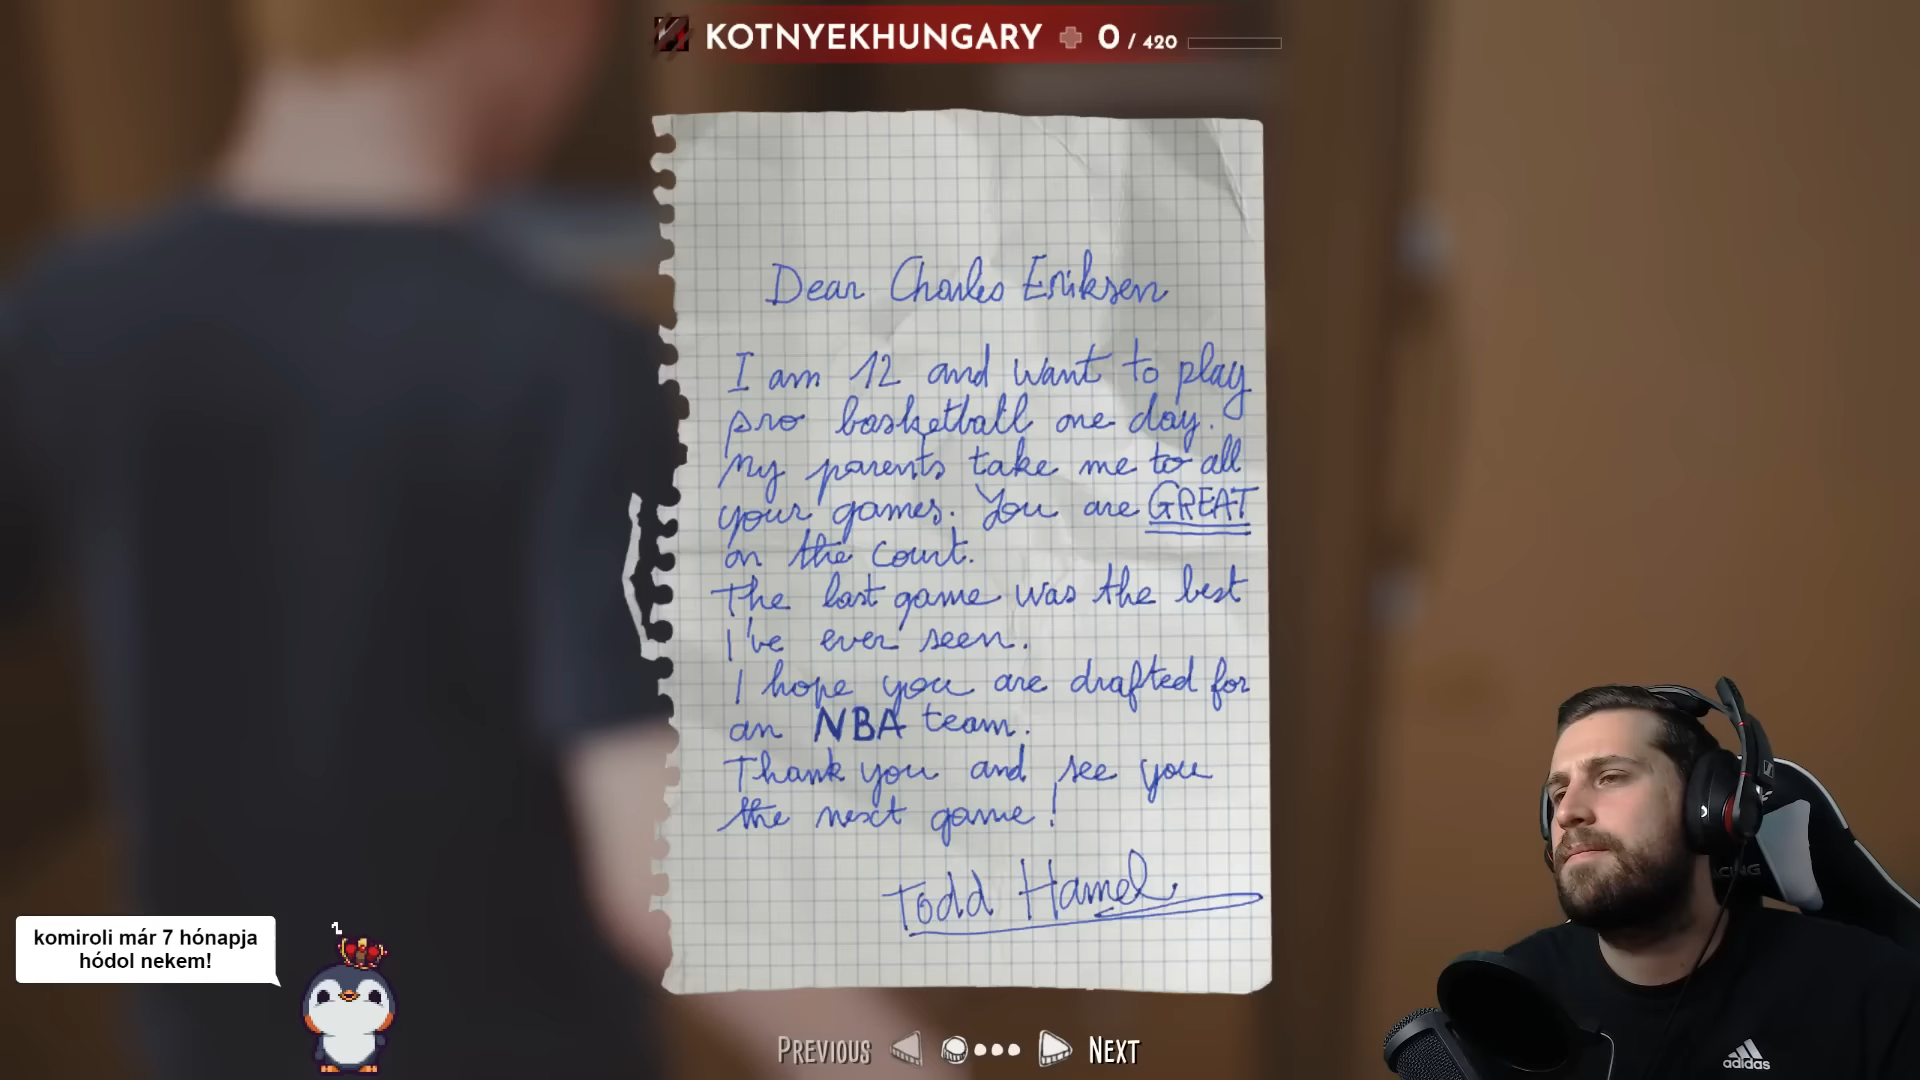 KOTNYEKHUNGARY 0 / 420
Dear Charles Eriksen
I am 12 and want to play
pro basketball one day.
My parents take me to all
your games. You are GREAT
on the court.
The last game was the best
I've ever seen.
I hope you are drafted for
an NBA team.
Thank you and see you
the next game!
Todd Hamel
komiroli már 7 hónapja
hódol nekem!
PREVIOUS NEXT
adidas